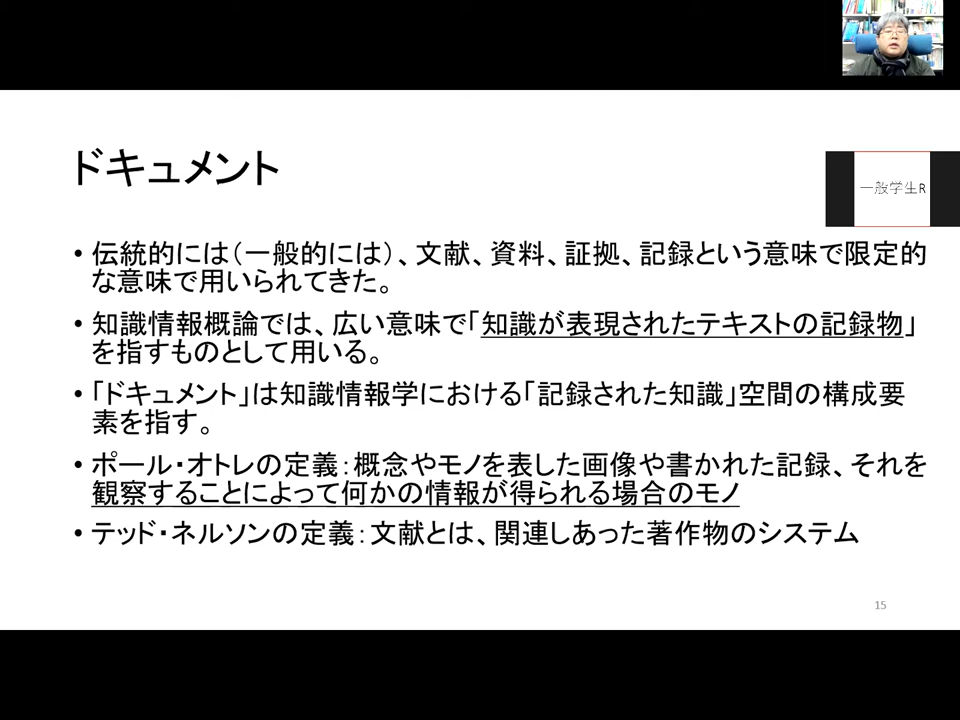 ドキュメント
一般学生R
• 伝統的には（一般的には）、文献、資料、証拠、記録という意味で限定的
な意味で用いられてきた。
• 知識情報概論では、広い意味で「知識が表現されたテキストの記録物」
を指すものとして用いる。
• 「ドキュメント」は知識情報学における「記録された知識」空間の構成要
素を指す。
• ポール・オトレの定義：概念やモノを表した画像や書かれた記録、それを
観察することによって何かの情報が得られる場合のモノ
• テッド・ネルソンの定義：文献とは、関連しあった著作物のシステム
15